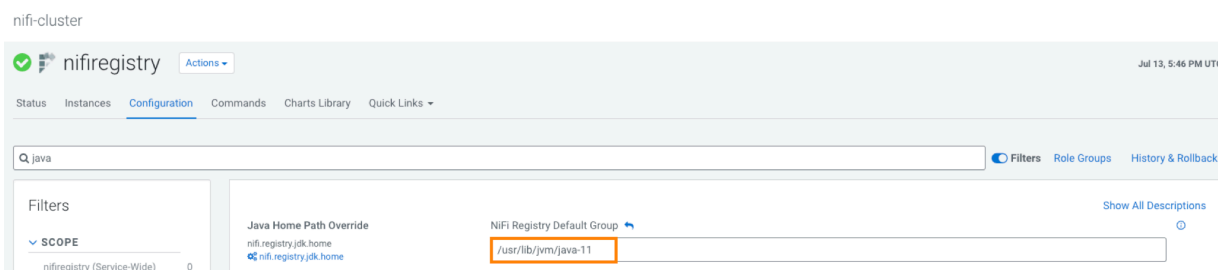 nifi-cluster
nifiregistry Actions
Jul 13, 5:46 PM UTC
Status Instances Configuration Commands Charts Library Quick Links
java
Filters Role Groups History & Rollback
Filters
Show All Descriptions
Java Home Path Override NiFi Registry Default Group
SCOPE
nifi.registry.jdk.home
/usr/lib/jvm/java-11
nifi.registry.jdk.home
nifiregistry (Service-Wide) 0